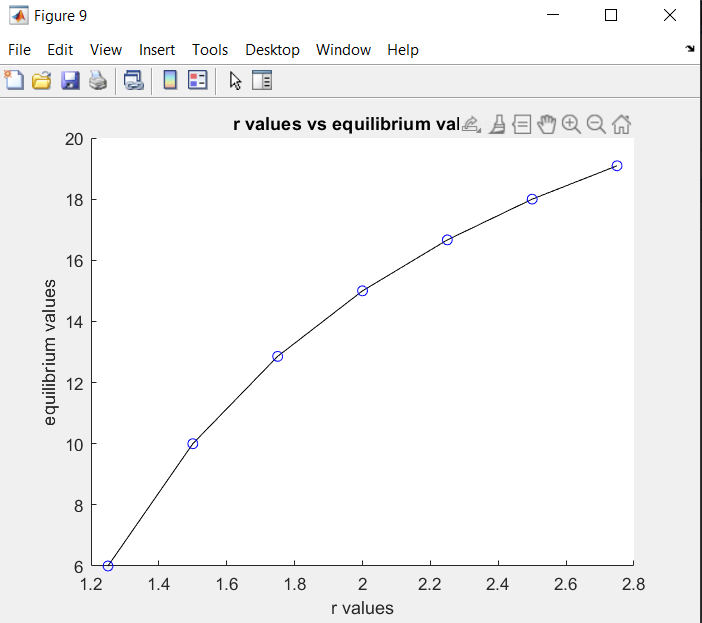 Figure 9
File Edit View Insert Tools Desktop Window Help
r values vs equilibrium val
20
18
16
14
12
10
8
6
equilibrium values
1.2 1.4 1.6 1.8 2 2.2 2.4 2.6 2.8
r values